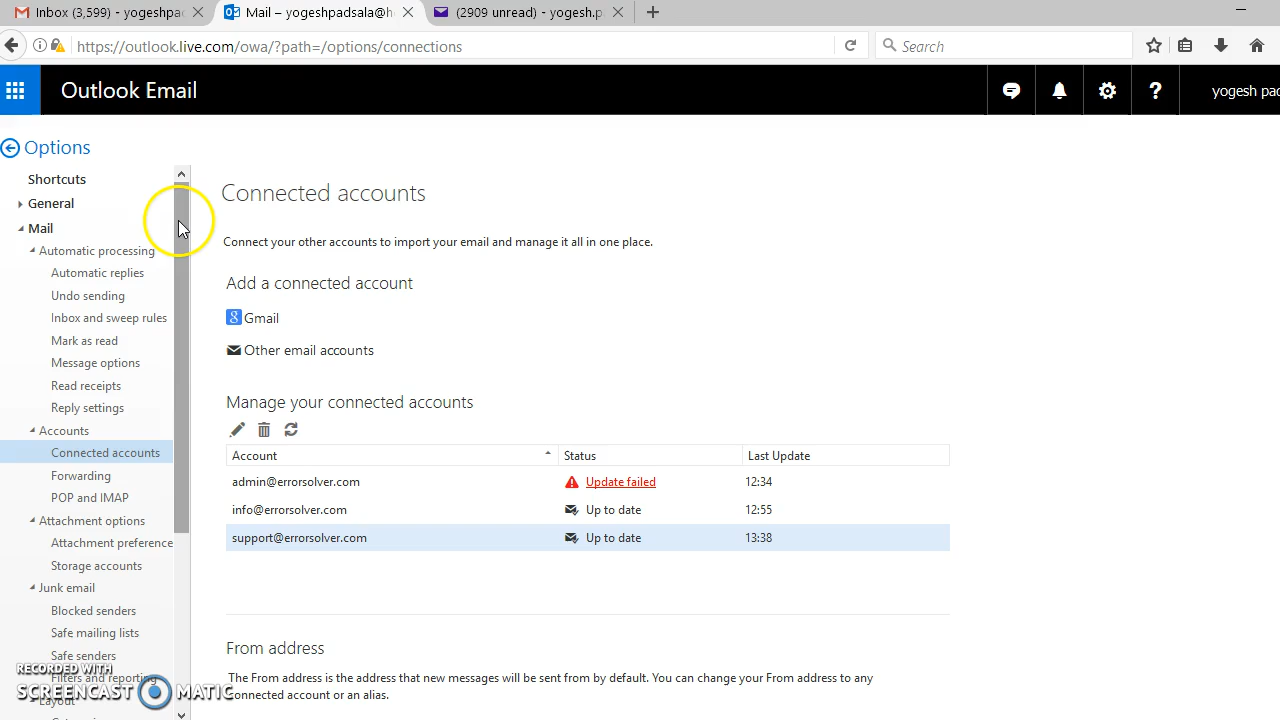 Inbox (3,599) - yogeshpad
Mail – yogeshpadsala@h
(2909 unread) - yogesh.p
https://outlook.live.com/owa/?path=/options/connections
Search
Outlook Email
yogesh pad
Options
Shortcuts
General
Mail
Automatic processing
Automatic replies
Undo sending
Inbox and sweep rules
Mark as read
Message options
Read receipts
Reply settings
Accounts
Connected accounts
Forwarding
POP and IMAP
Attachment options
Attachment preference
Storage accounts
Junk email
Blocked senders
Safe mailing lists
Safe senders
Filters and reporting
Layout
Connected accounts
Connect your other accounts to import your email and manage it all in one place.
Add a connected account
Gmail
Other email accounts
Manage your connected accounts
Account Status Last Update
admin@errorsolver.com Update failed 12:34
info@errorsolver.com Up to date 12:55
support@errorsolver.com Up to date 13:38
From address
The From address is the address that new messages will be sent from by default. You can change your From address to any
connected account or an alias.
RECORDED WITH
SCREENCAST MATIC